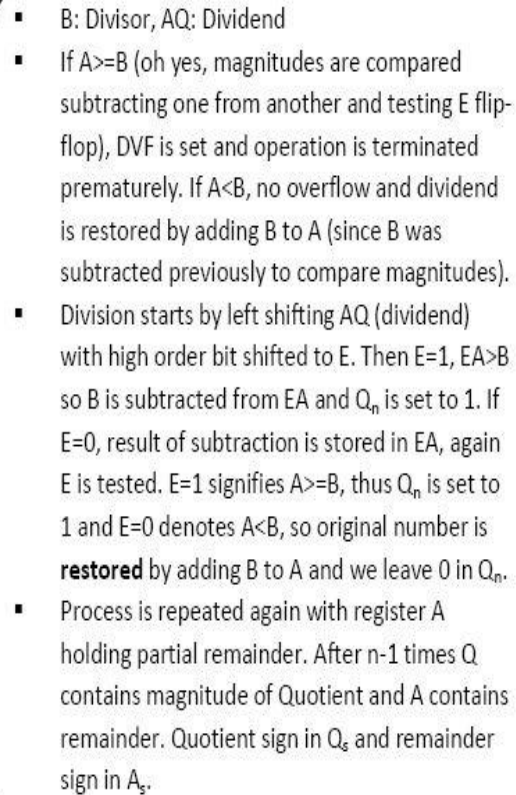 ▪ B: Divisor, AQ: Dividend
▪ If A>=B (oh yes, magnitudes are compared
subtracting one from another and testing E flip-
flop), DVF is set and operation is terminated
prematurely. If A<B, no overflow and dividend
is restored by adding B to A (since B was
subtracted previously to compare magnitudes).
▪ Division starts by left shifting AQ (dividend)
with high order bit shifted to E. Then E=1, EA>B
so B is subtracted from EA and Qₙ is set to 1. If
E=0, result of subtraction is stored in EA, again
E is tested. E=1 signifies A>=B, thus Qₙ is set to
1 and E=0 denotes A<B, so original number is
restored by adding B to A and we leave 0 in Qₙ.
▪ Process is repeated again with register A
holding partial remainder. After n-1 times Q
contains magnitude of Quotient and A contains
remainder. Quotient sign in Qₛ and remainder
sign in Aₛ.